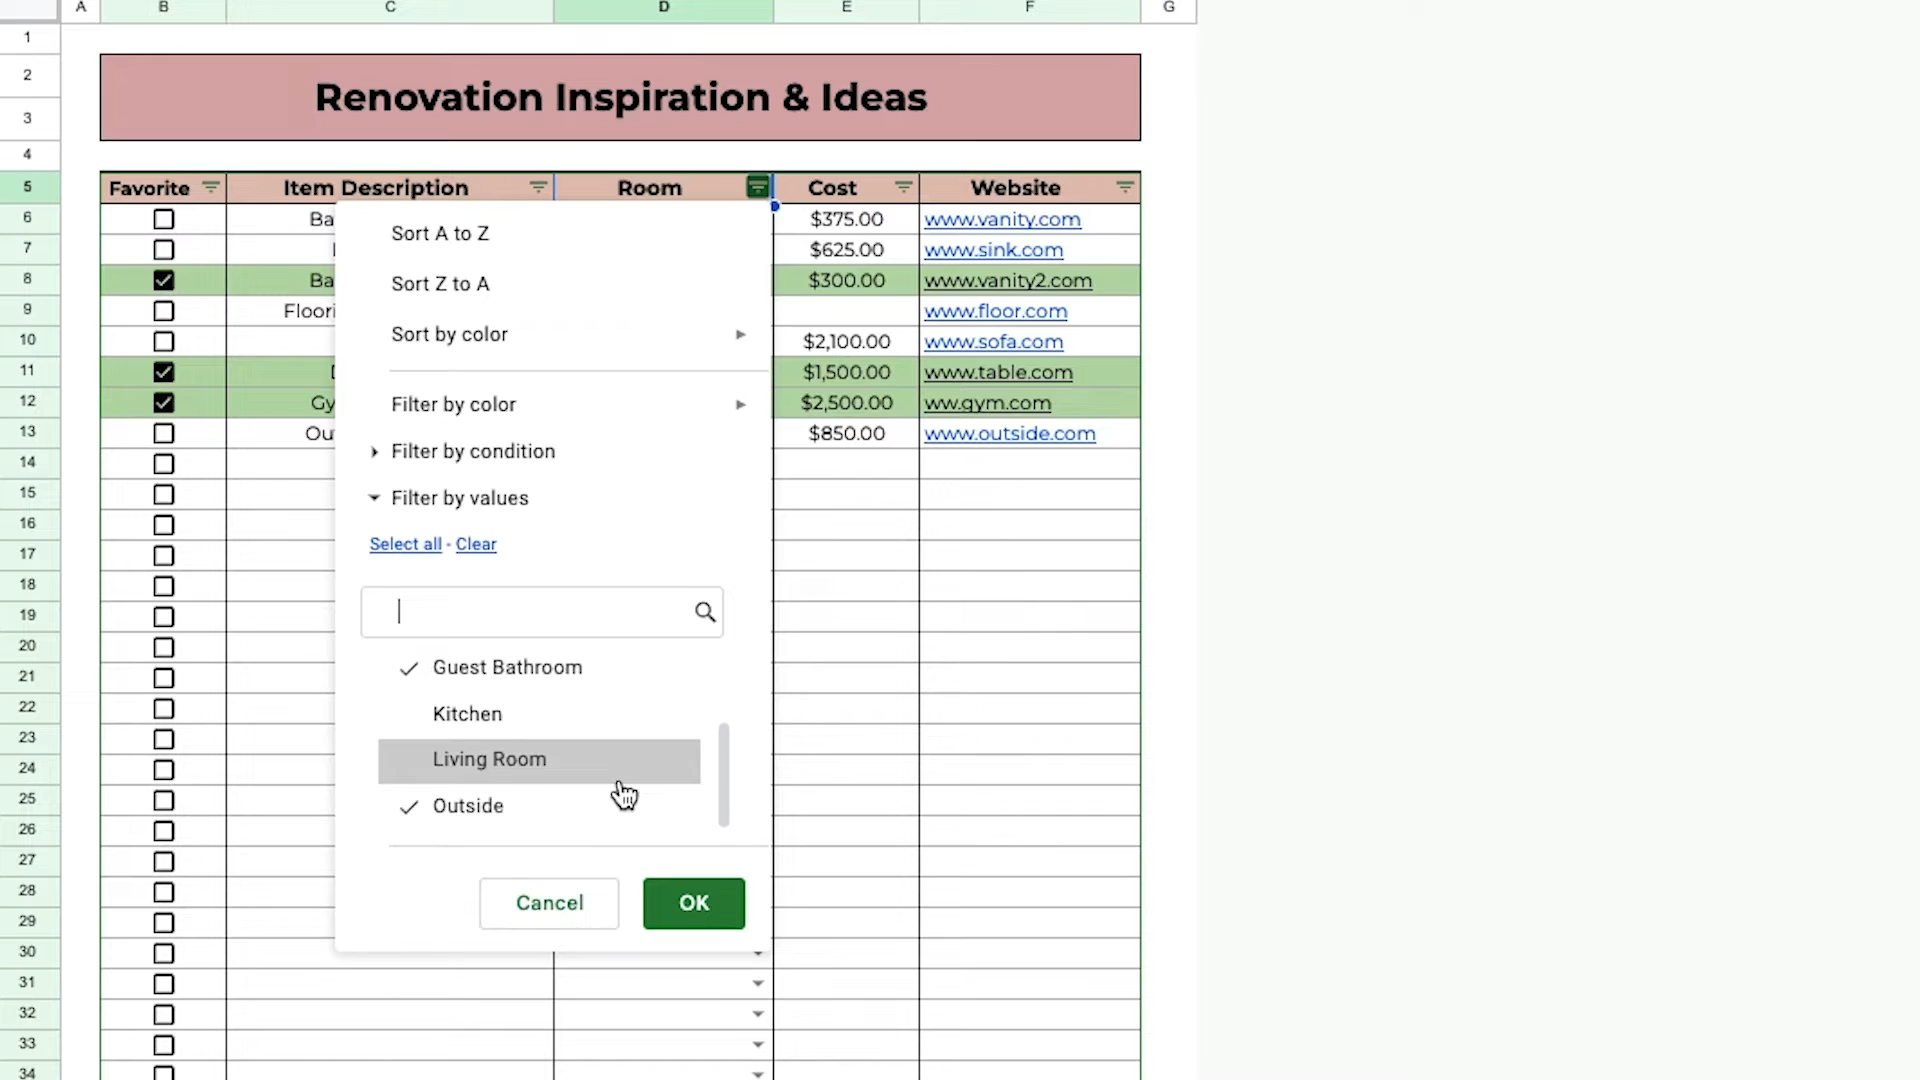 A B C D E F G
1
2
Renovation Inspiration & Ideas
3
4
5 Favorite Item Description Room Cost Website
6 Ba $375.00 www.vanity.com
Sort A to Z
7 $625.00 www.sink.com
8 Ba $300.00 www.vanity2.com
Sort Z to A
9 Floori www.floor.com
Sort by color
10 $2,100.00 www.sofa.com
11 $1,500.00 www.table.com
12 Gy $2,500.00 ww.gym.com
Filter by color
13 Ou $850.00 www.outside.com
Filter by condition
14
15
Filter by values
16
17
Select all - Clear
18
19
20
21
Guest Bathroom
22
Kitchen
23
24
Living Room
25
Outside
26
27
28
Cancel OK
29
30
31
32
33
34